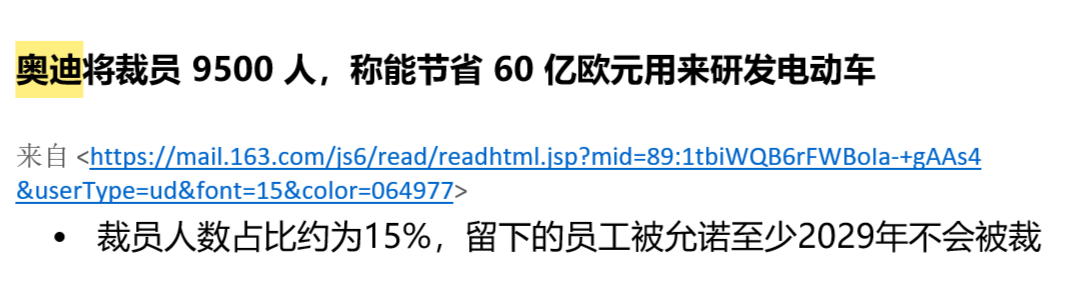 奥迪将裁员 9500 人，称能节省 60 亿欧元用来研发电动车
来自 <https://mail.163.com/js6/read/readhtml.jsp?mid=89:1tbiWQB6rFWBoIa-+gAAs4
&userType=ud&font=15&color=064977>
• 裁员人数占比约为15%，留下的员工被允诺至少2029年不会被裁